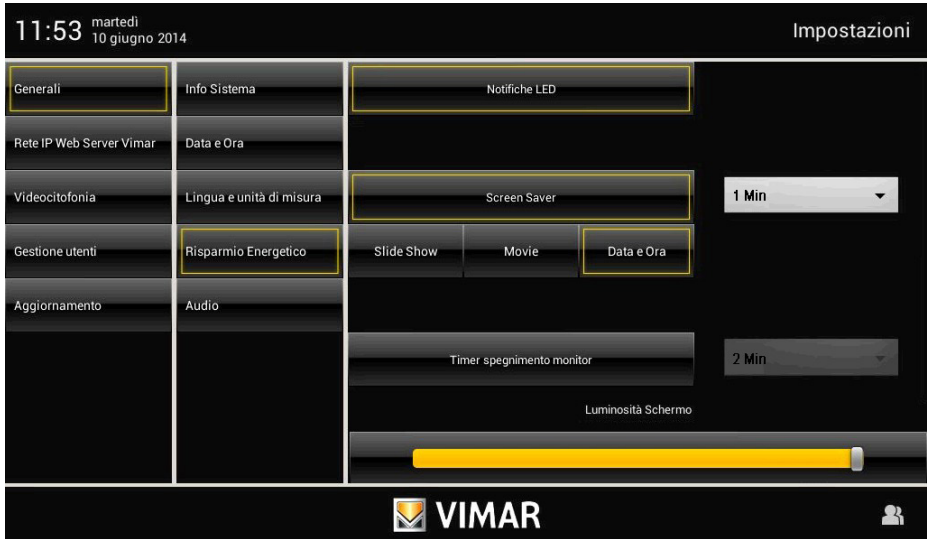 11:53 martedì
10 giugno 2014
Impostazioni
Generali
Info Sistema
Notifiche LED
Rete IP Web Server Vimar
Data e Ora
Videocitofonia
Lingua e unità di misura
Screen Saver
1 Min
Gestione utenti
Risparmio Energetico
Slide Show
Movie
Data e Ora
Aggiornamento
Audio
Timer spegnimento monitor
2 Min
Luminosità Schermo
VIMAR